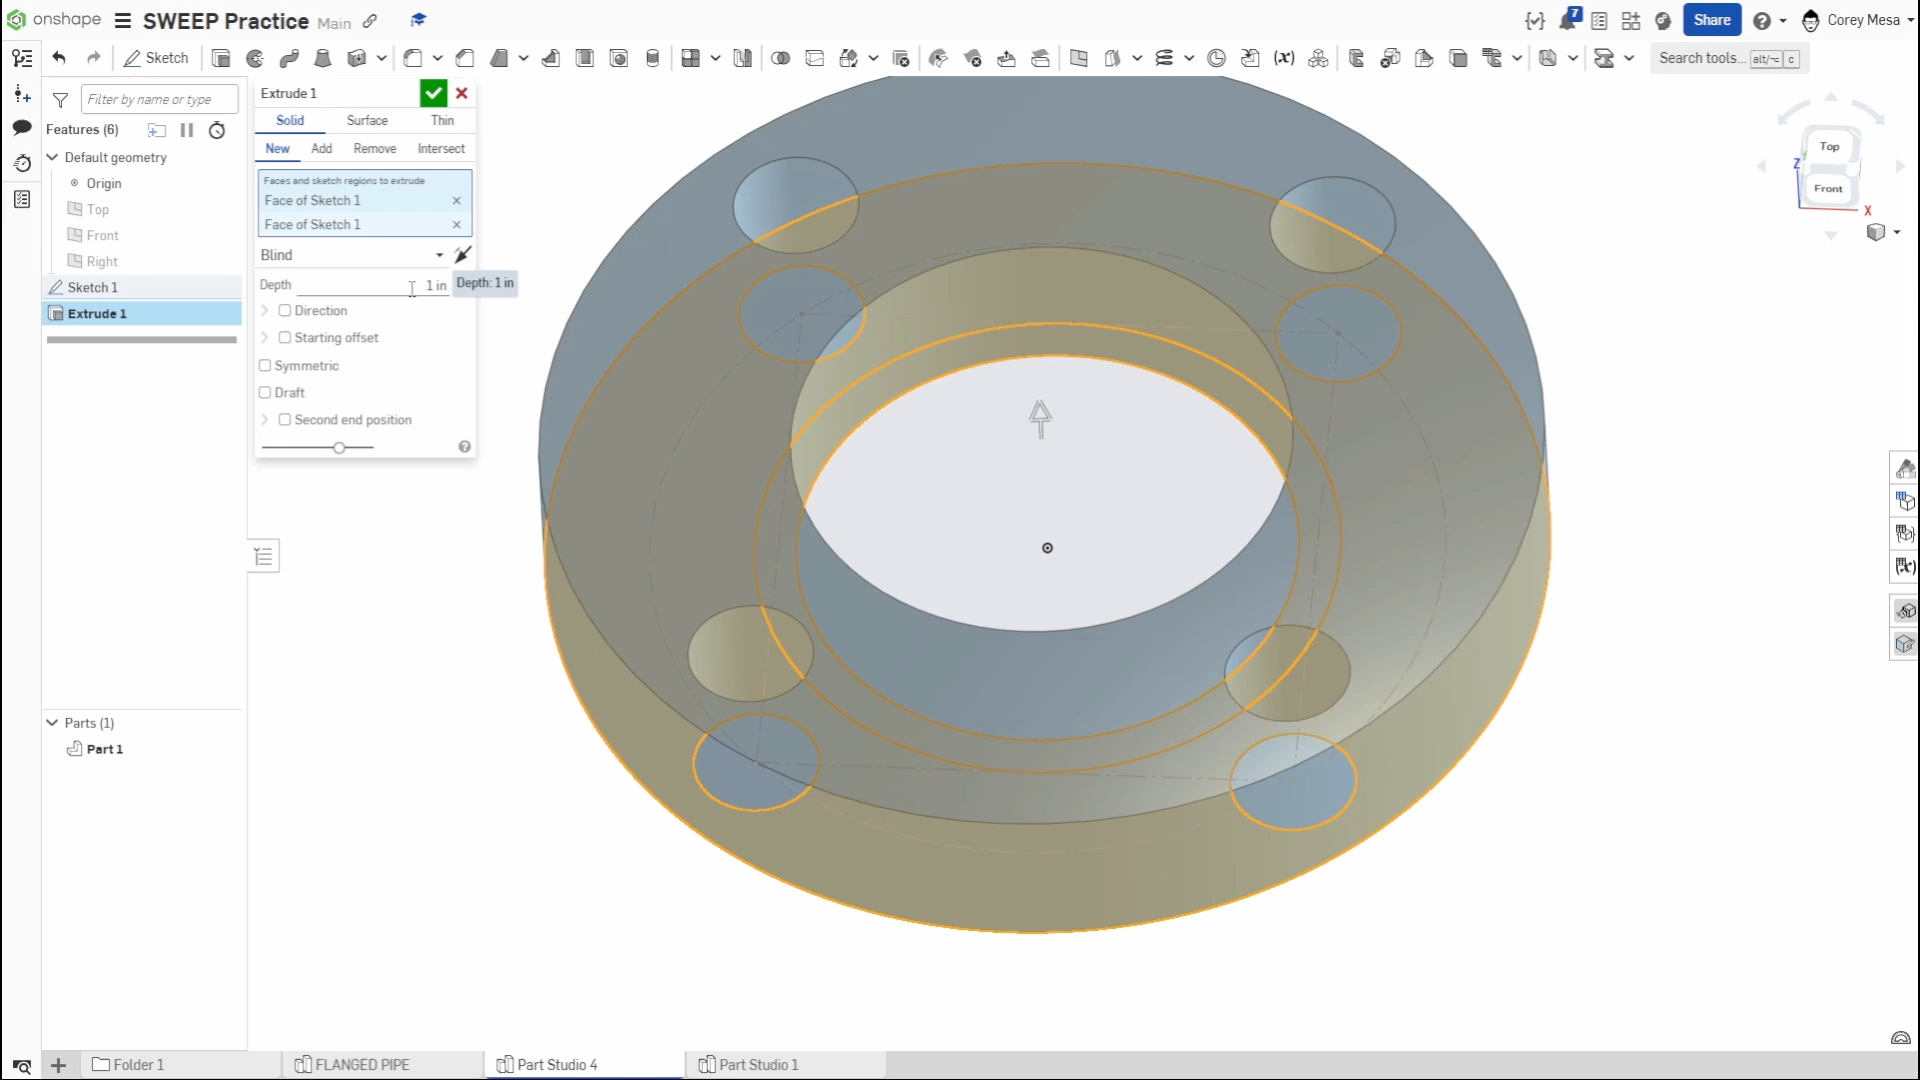 onshape SWEEP Practice Main 7 Share Corey Mesa
Sketch Search tools... alt/⌥ c
Filter by name or type
Features (6)
Default geometry
Origin
Top
Front
Right
Sketch 1
Extrude 1
Parts (1)
Part 1
Extrude 1
Solid Surface Thin
New Add Remove Intersect
Faces and sketch regions to extrude
Face of Sketch 1
Face of Sketch 1
Blind
Depth 1 in Depth: 1 in
Direction
Starting offset
Symmetric
Draft
Second end position
Top
Z Y
Front
X
Folder 1 FLANGED PIPE Part Studio 4 Part Studio 1